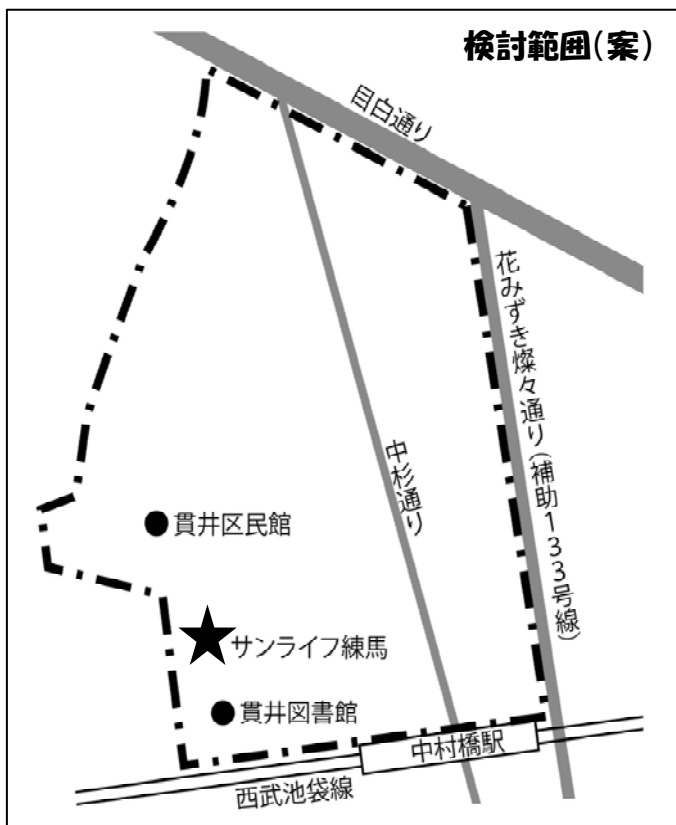 検討範囲(案)
目白通り
花みずき燦々通り(補助133号線)
中杉通り
貫井区民館
サンライフ練馬
貫井図書館
中村橋駅
西武池袋線